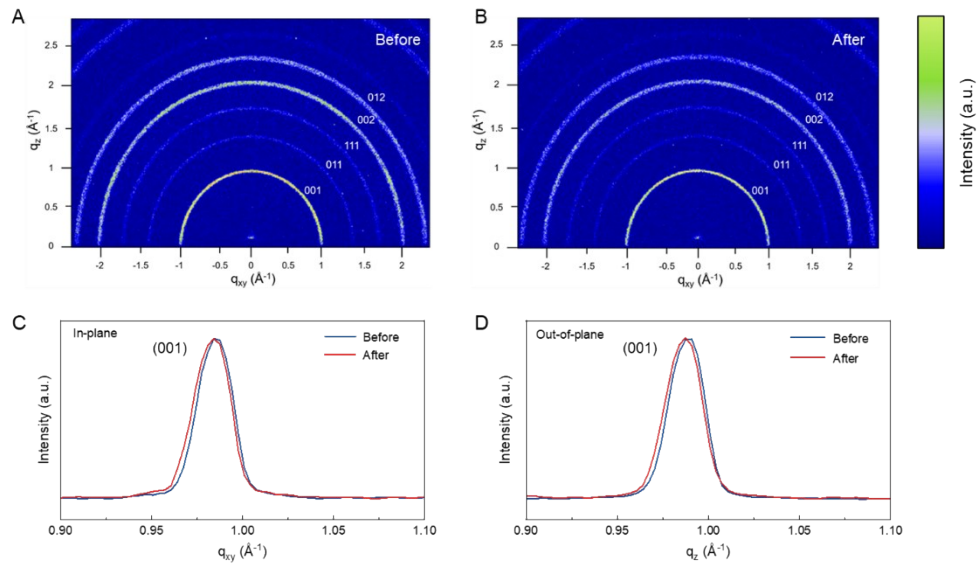 A
Before
q_z (Å⁻¹)
2.5
2
1.5
1
0.5
0
012
002
111
011
001
-2 -1.5 -1 -0.5 0 0.5 1 1.5 2
q_xy (Å⁻¹)
B
After
q_z (Å⁻¹)
2.5
2
1.5
1
0.5
0
012
002
111
011
001
-2 -1.5 -1 -0.5 0 0.5 1 1.5 2
q_xy (Å⁻¹)
Intensity (a.u.)
C
In-plane
(001)
Before
After
Intensity (a.u.)
0.90 0.95 1.00 1.05 1.10
q_xy (Å⁻¹)
D
Out-of-plane
(001)
Before
After
Intensity (a.u.)
0.90 0.95 1.00 1.05 1.10
q_z (Å⁻¹)